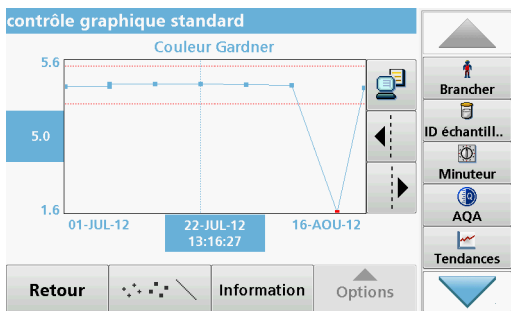 contrôle graphique standard
Couleur Gardner
5.6
5.0
1.6
01-JUL-12
22-JUL-12
13:16:27
16-AOU-12
Retour
Information
Options
Brancher
ID échantill..
Minuteur
AQA
Tendances